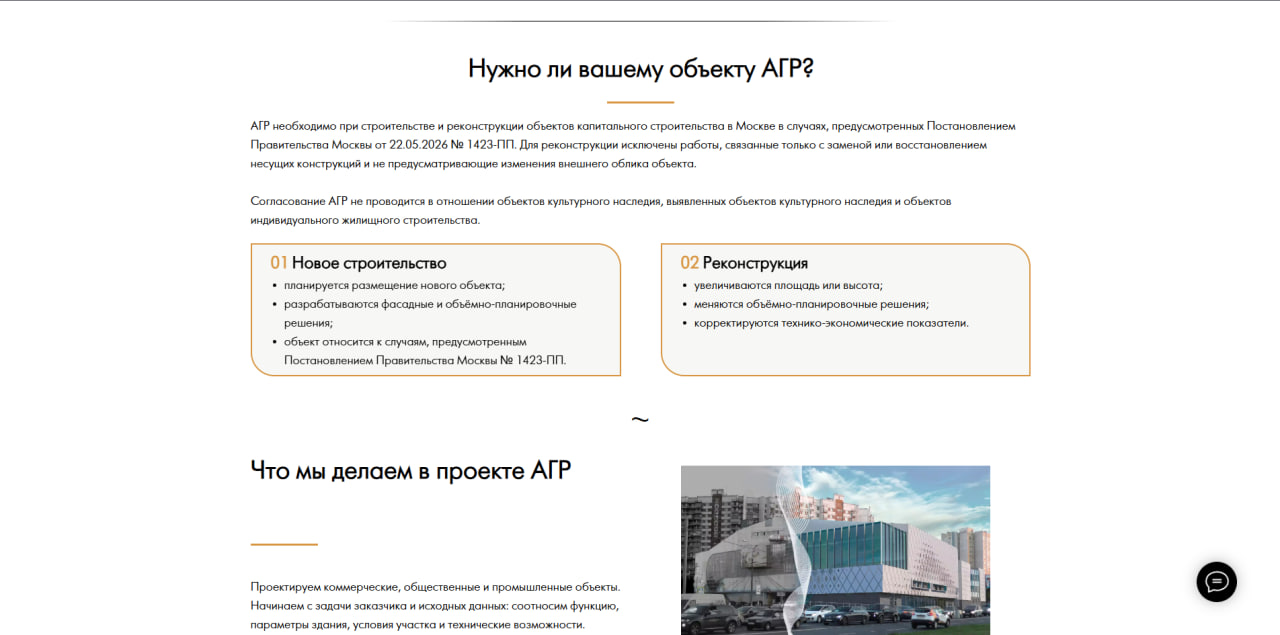 Нужно ли вашему объекту АГР?
АГР необходимо при строительстве и реконструкции объектов капитального строительства в Москве в случаях, предусмотренных Постановлением
Правительства Москвы от 22.05.2026 № 1423-ПП. Для реконструкции исключены работы, связанные только с заменой или восстановлением
несущих конструкций и не предусматривающие изменения внешнего облика объекта.
Согласование АГР не проводится в отношении объектов культурного наследия, выявленных объектов культурного наследия и объектов
индивидуального жилищного строительства.
01 Новое строительство
• планируется размещение нового объекта;
• разрабатываются фасадные и объёмно-планировочные
решения;
• объект относится к случаям, предусмотренным
Постановлением Правительства Москвы № 1423-ПП.
02 Реконструкция
• увеличиваются площадь или высота;
• меняются объёмно-планировочные решения;
• корректируются технико-экономические показатели.
~
Что мы делаем в проекте АГР
Проектируем коммерческие, общественные и промышленные объекты.
Начинаем с задачи заказчика и исходных данных: соотносим функцию,
параметры здания, условия участка и технические возможности.